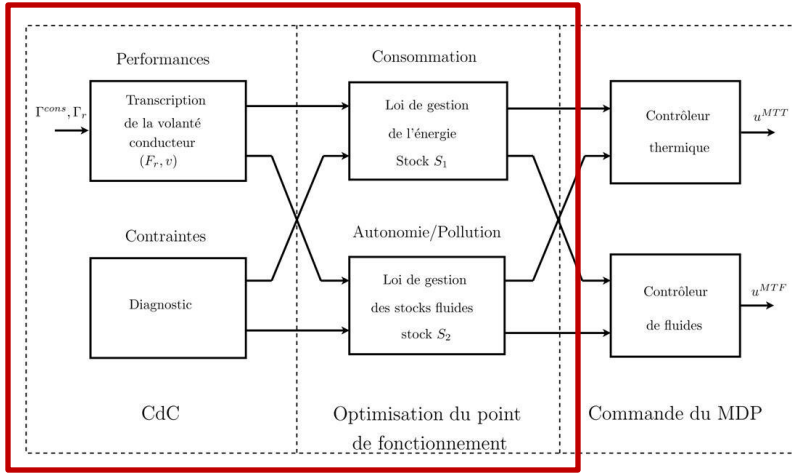 Performances
Γ^{cons}, Γ_r
Transcription
de la volanté
conducteur
(F_r, v)
Contraintes
Diagnostic
CdC
Consommation
Loi de gestion
de l'énergie
Stock S_1
Autonomie/Pollution
Loi de gestion
des stocks fluides
stock S_2
Optimisation du point
de fonctionnement
Contrôleur
thermique
u^{MTT}
Contrôleur
de fluides
u^{MTF}
Commande du MDP